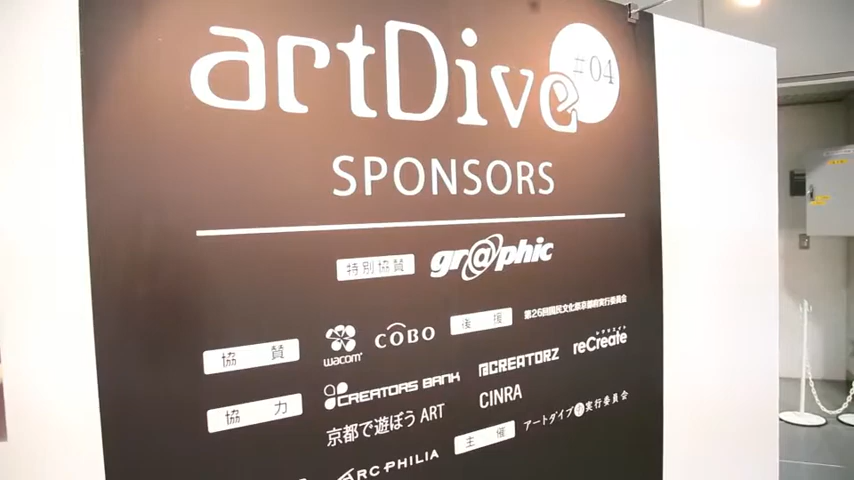 artDive #04
SPONSORS
特別協賛 gr@phic
協賛 wacom COBO 後援 第26回国民文化祭京都府実行委員会
協力 CREATORS BANK CREATORZ reCreate
京都で遊ぼう ART CINRA
ARC PHILIA 主催 アートダイブ#実行委員会